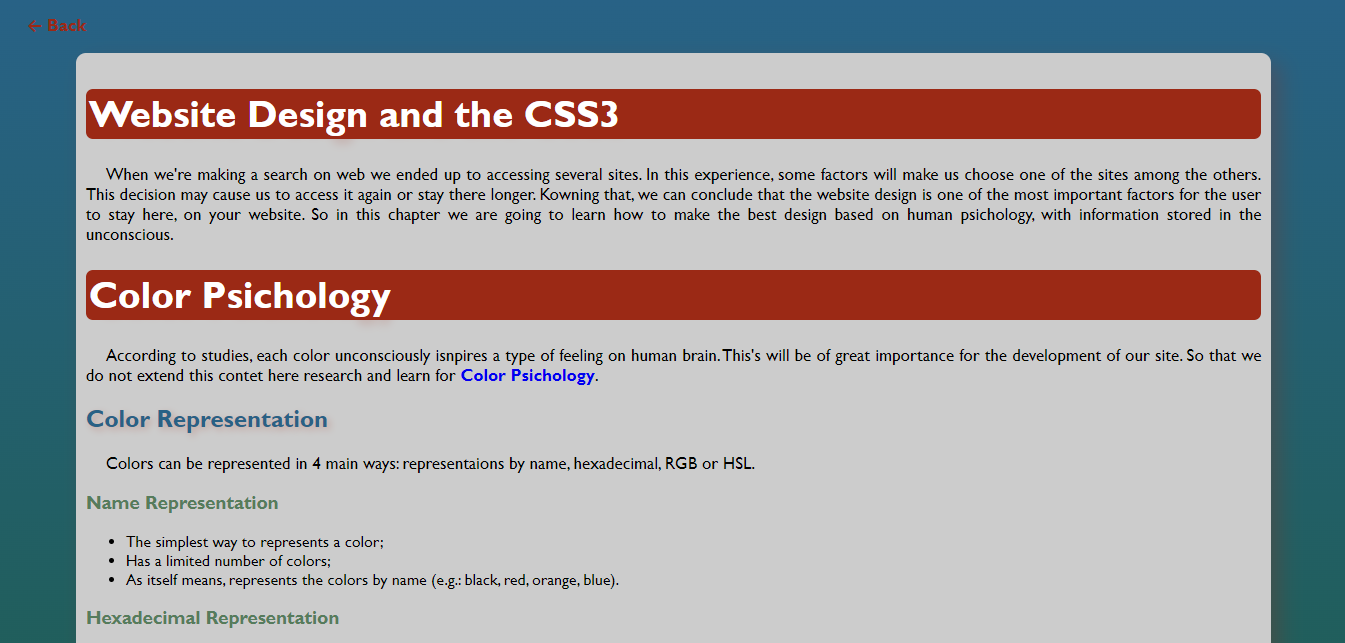 ← Back
Website Design and the CSS3
When we're making a search on web we ended up to accessing several sites. In this experience, some factors will make us choose one of the sites among the others.
This decision may cause us to access it again or stay there longer. Kowning that, we can conclude that the website design is one of the most important factors for the user
to stay here, on your website. So in this chapter we are going to learn how to make the best design based on human psichology, with information stored in the
unconscious.
Color Psichology
According to studies, each color unconsciously isnpires a type of feeling on human brain. This's will be of great importance for the development of our site. So that we
do not extend this contet here research and learn for Color Psichology.
Color Representation
Colors can be represented in 4 main ways: representaions by name, hexadecimal, RGB or HSL.
Name Representation
• The simplest way to represents a color;
• Has a limited number of colors;
• As itself means, represents the colors by name (e.g.: black, red, orange, blue).
Hexadecimal Representation